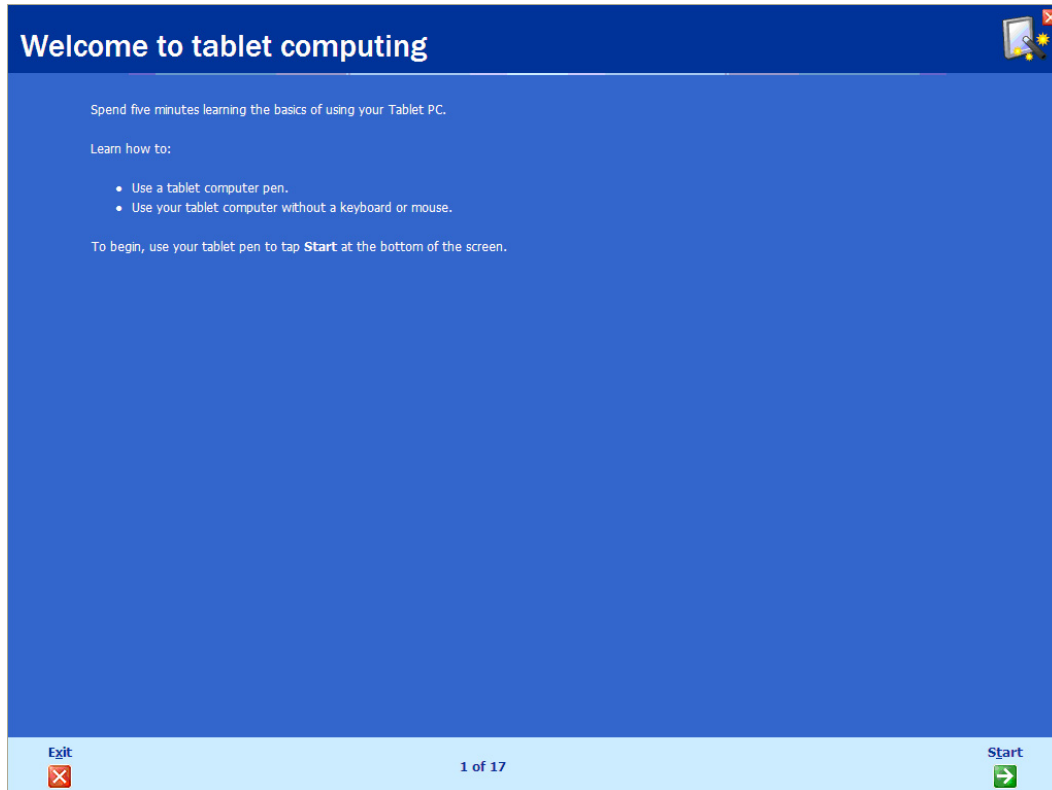 Welcome to tablet computing
Spend five minutes learning the basics of using your Tablet PC.
Learn how to:
• Use a tablet computer pen.
• Use your tablet computer without a keyboard or mouse.
To begin, use your tablet pen to tap Start at the bottom of the screen.
Exit
1 of 17
Start